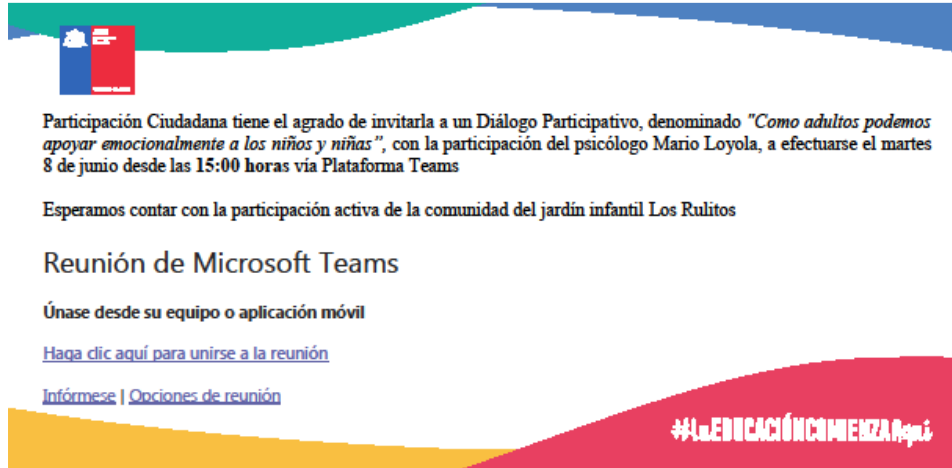 Participación Ciudadana tiene el agrado de invitarla a un Diálogo Participativo, denominado "Como adultos podemos
apoyar emocionalmente a los niños y niñas", con la participación del psicólogo Mario Loyola, a efectuarse el martes
8 de junio desde las 15:00 horas vía Plataforma Teams
Esperamos contar con la participación activa de la comunidad del jardín infantil Los Rulitos
Reunión de Microsoft Teams
Únase desde su equipo o aplicación móvil
Haga clic aquí para unirse a la reunión
Infórmese | Opciones de reunión
#LaEDUCACIÓNCOMIENZAAquí